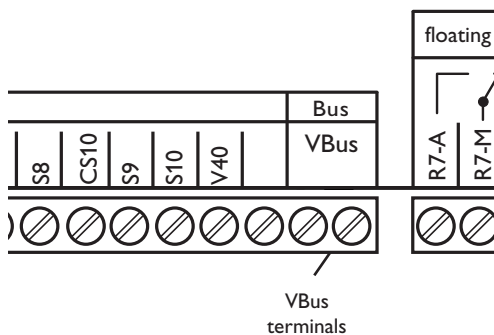 floating
Bus
VBus
S8
CS10
S9
S10
V40
R7-A
R7-M
VBus
terminals